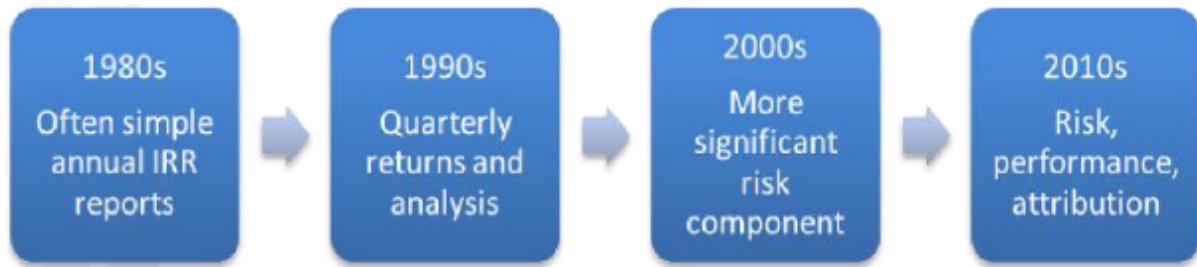 1980s
Often simple
annual IRR
reports
1990s
Quarterly
returns and
analysis
2000s
More
significant
risk
component
2010s
Risk,
performance,
attribution